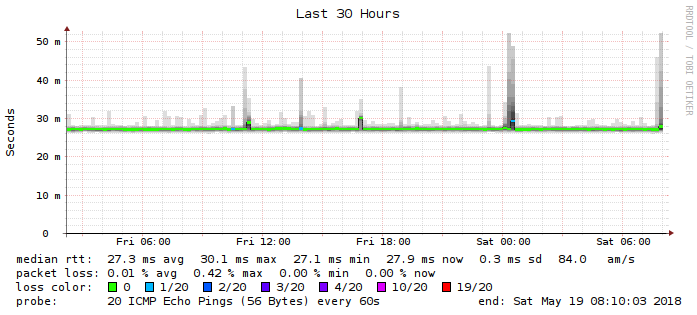 Last 30 Hours
RRDTOOL / TOBI OETIKER
Seconds
50 m
40 m
30 m
20 m
10 m
0
Fri 06:00 Fri 12:00 Fri 18:00 Sat 00:00 Sat 06:00
median rtt: 27.3 ms avg 30.1 ms max 27.1 ms min 27.9 ms now 0.3 ms sd 84.0 am/s
packet loss: 0.01 % avg 0.42 % max 0.00 % min 0.00 % now
loss color: 0 1/20 2/20 3/20 4/20 10/20 19/20
probe: 20 ICMP Echo Pings (56 Bytes) every 60s end: Sat May 19 08:10:03 2018